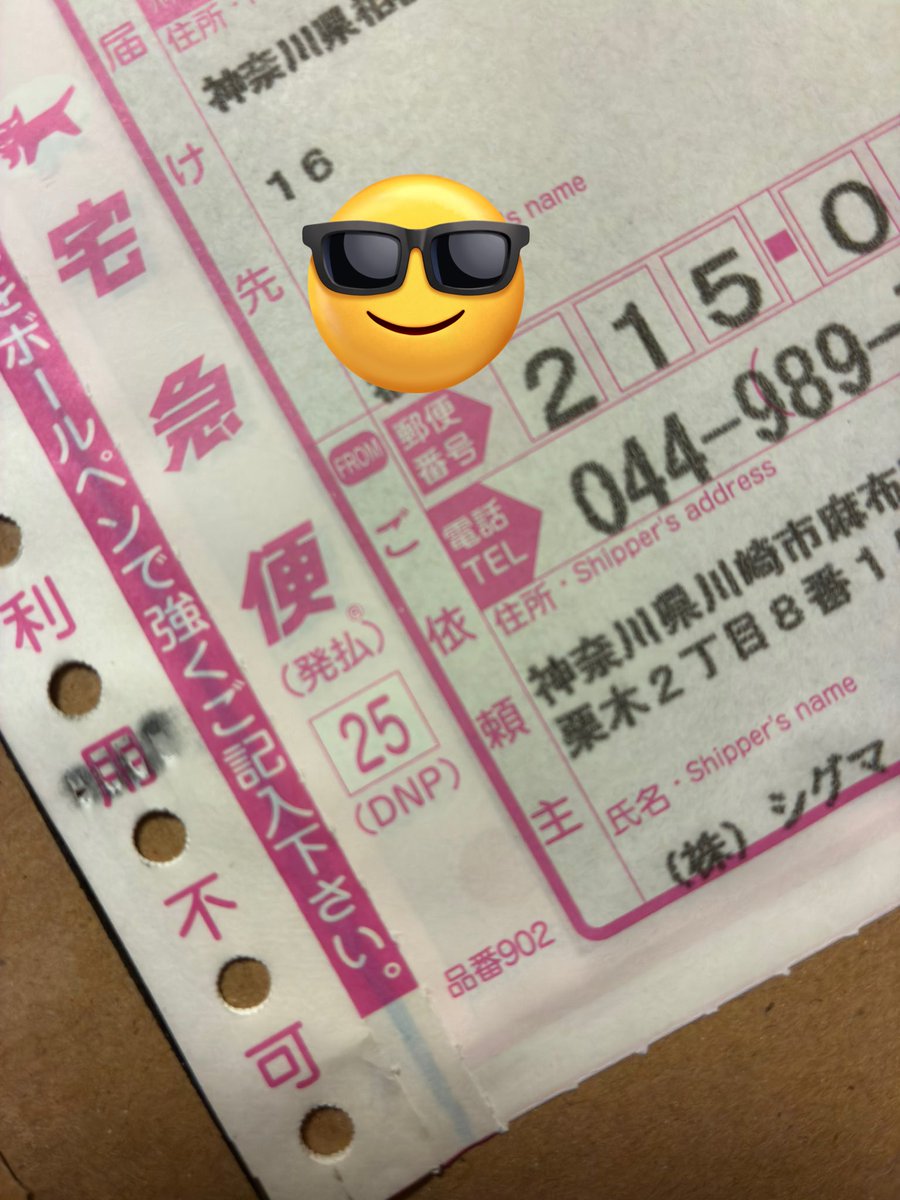 届け先
住所・
神奈川県
16
s name
宅急便
(発払)
25
(DNP)
ボールペンで強くご記入下さい。
利用不可
FROM
ご依頼主
郵便番号
215 0
電話
TEL
044-989-
住所・Shipper's address
神奈川県川崎市麻布
栗木2丁目8番1
氏名・Shipper's name
(株)シグマ
品番902